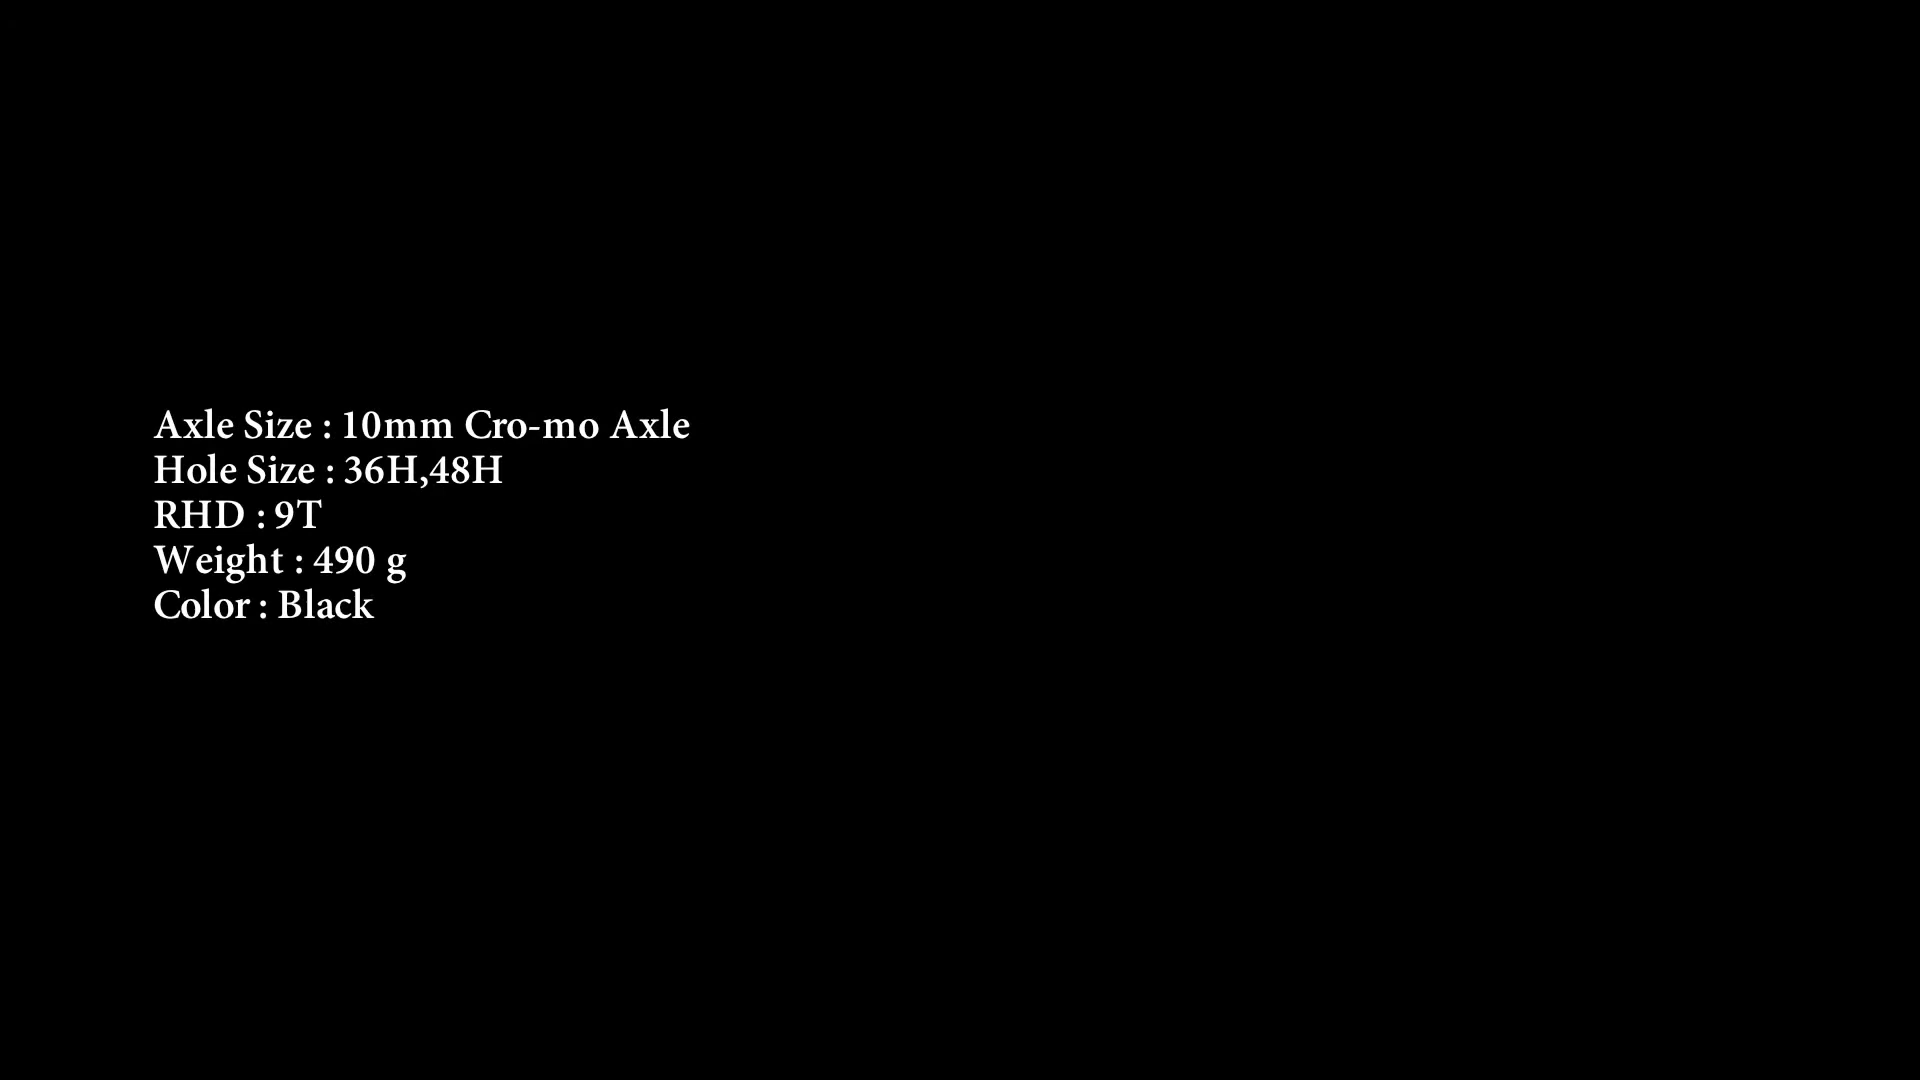 Axle Size : 10mm Cro-mo Axle
Hole Size : 36H,48H
RHD : 9T
Weight : 490 g
Color : Black